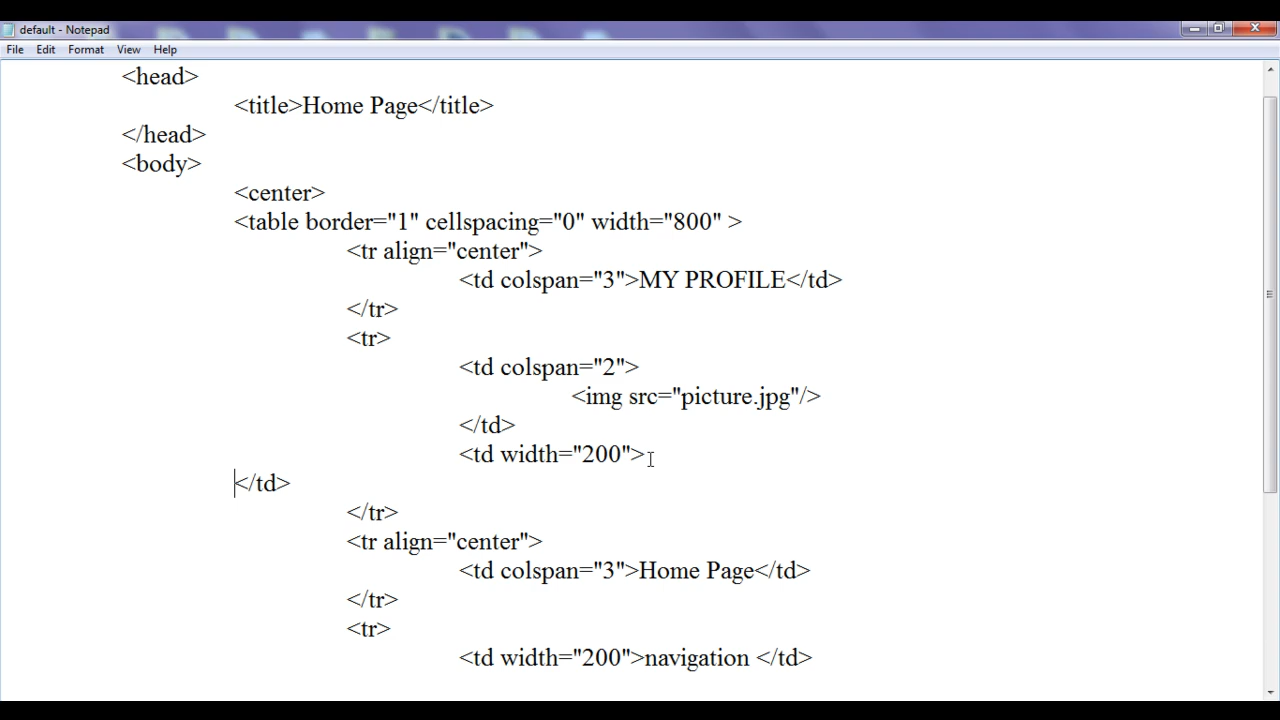 default - Notepad
File Edit Format View Help
<head>
<title>Home Page</title>
</head>
<body>
<center>
<table border="1" cellspacing="0" width="800" >
<tr align="center">
<td colspan="3">MY PROFILE</td>
</tr>
<tr>
<td colspan="2">
<img src="picture.jpg"/>
</td>
<td width="200">
</td>
</tr>
<tr align="center">
<td colspan="3">Home Page</td>
</tr>
<tr>
<td width="200">navigation </td>